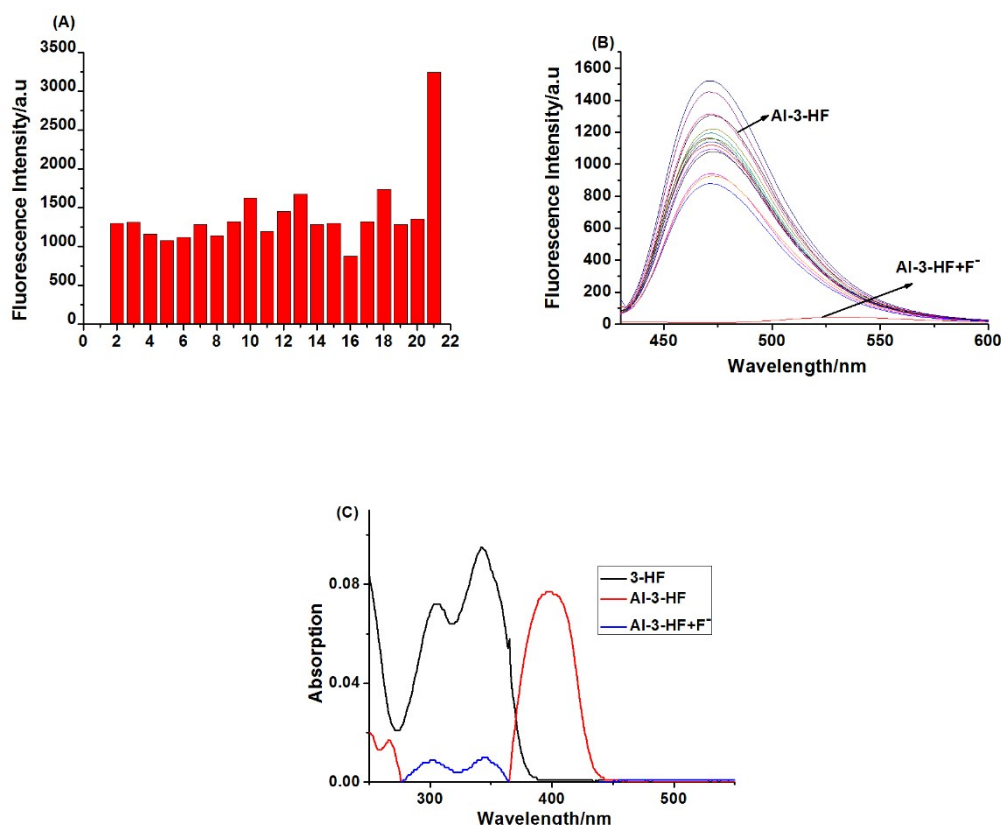 (A)
3500
3000
2500
2000
1500
1000
500
0
0 2 4 6 8 10 12 14 16 18 20 22
Fluorescence Intensity/a.u
(B)
1600
1400
1200
1000
800
600
400
200
0
450 500 550 600
Fluorescence Intensity/a.u
Wavelength/nm
Al-3-HF
Al-3-HF+F⁻
(C)
0.08
0.04
0.00
300 400 500
Absorption
Wavelength/nm
3-HF
Al-3-HF
Al-3-HF+F⁻